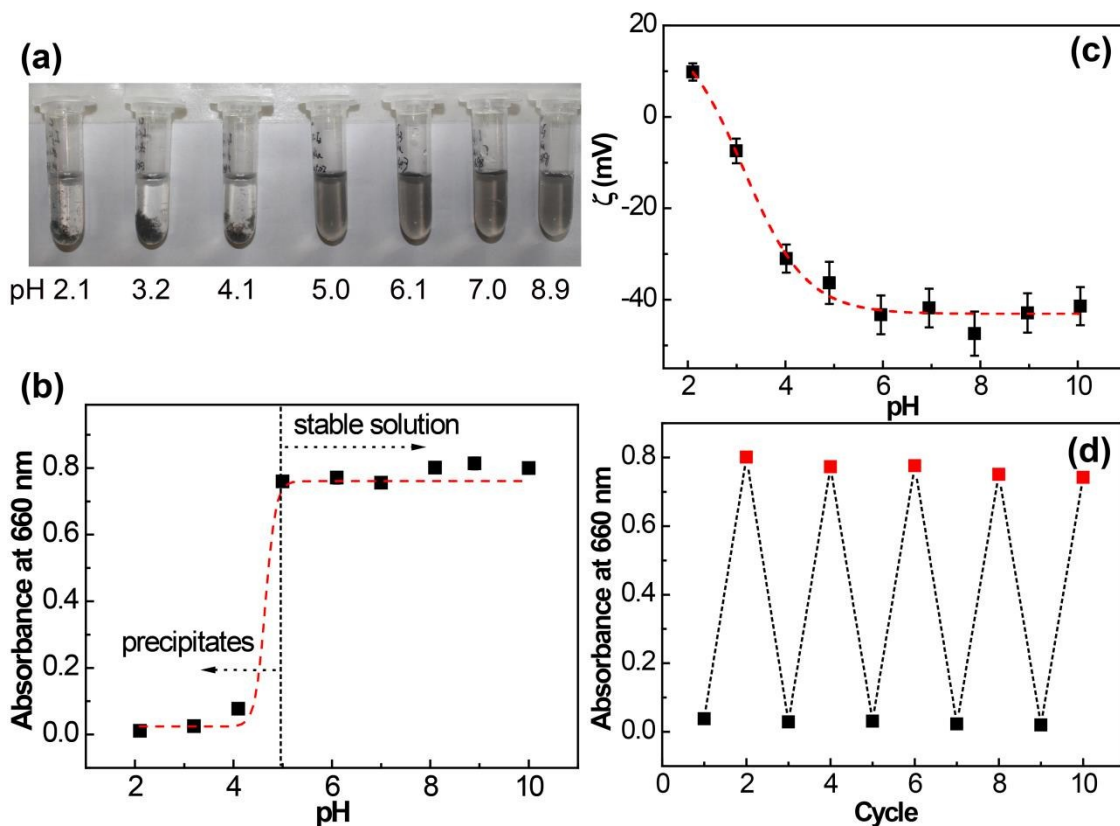 (a)
pH 2.1 3.2 4.1 5.0 6.1 7.0 8.9
(b)
stable solution
precipitates
Absorbance at 660 nm
0.8
0.6
0.4
0.2
0.0
2 4 6 8 10
pH
(c)
ζ (mV)
20
0
-20
-40
2 4 6 8 10
pH
(d)
Absorbance at 660 nm
0.8
0.6
0.4
0.2
0.0
0 2 4 6 8 10
Cycle